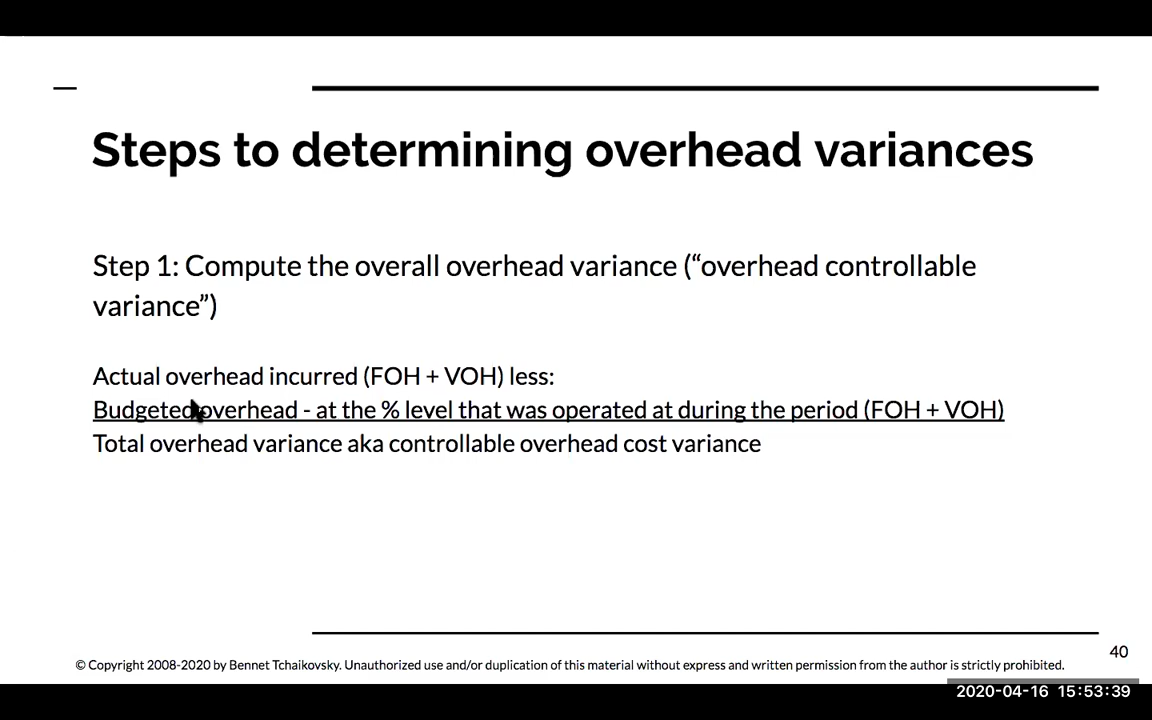 Steps to determining overhead variances
Step 1: Compute the overall overhead variance (“overhead controllable
variance”)
Actual overhead incurred (FOH + VOH) less:
Budgeted overhead - at the % level that was operated at during the period (FOH + VOH)
Total overhead variance aka controllable overhead cost variance
40
© Copyright 2008-2020 by Bennet Tchaikovsky. Unauthorized use and/or duplication of this material without express and written permission from the author is strictly prohibited.
2020-04-16 15:53:39